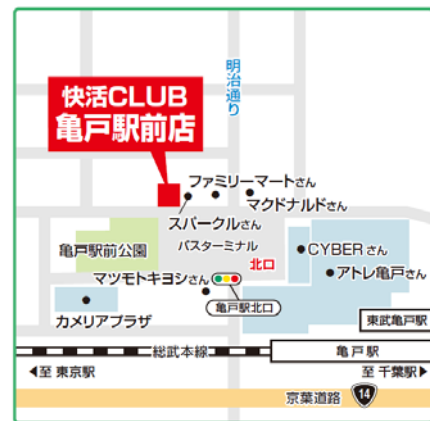 明治通り
快活CLUB
亀戸駅前店
ファミリーマートさん
マクドナルドさん
スパークルさん
バスターミナル
亀戸駅前公園
北口
CYBERさん
マツモトキヨシさん
アトレ亀戸さん
亀戸駅北口
カメリアプラザ
東武亀戸駅
総武本線
亀戸駅
◀至 東京駅
至 千葉駅▶
京葉道路
14